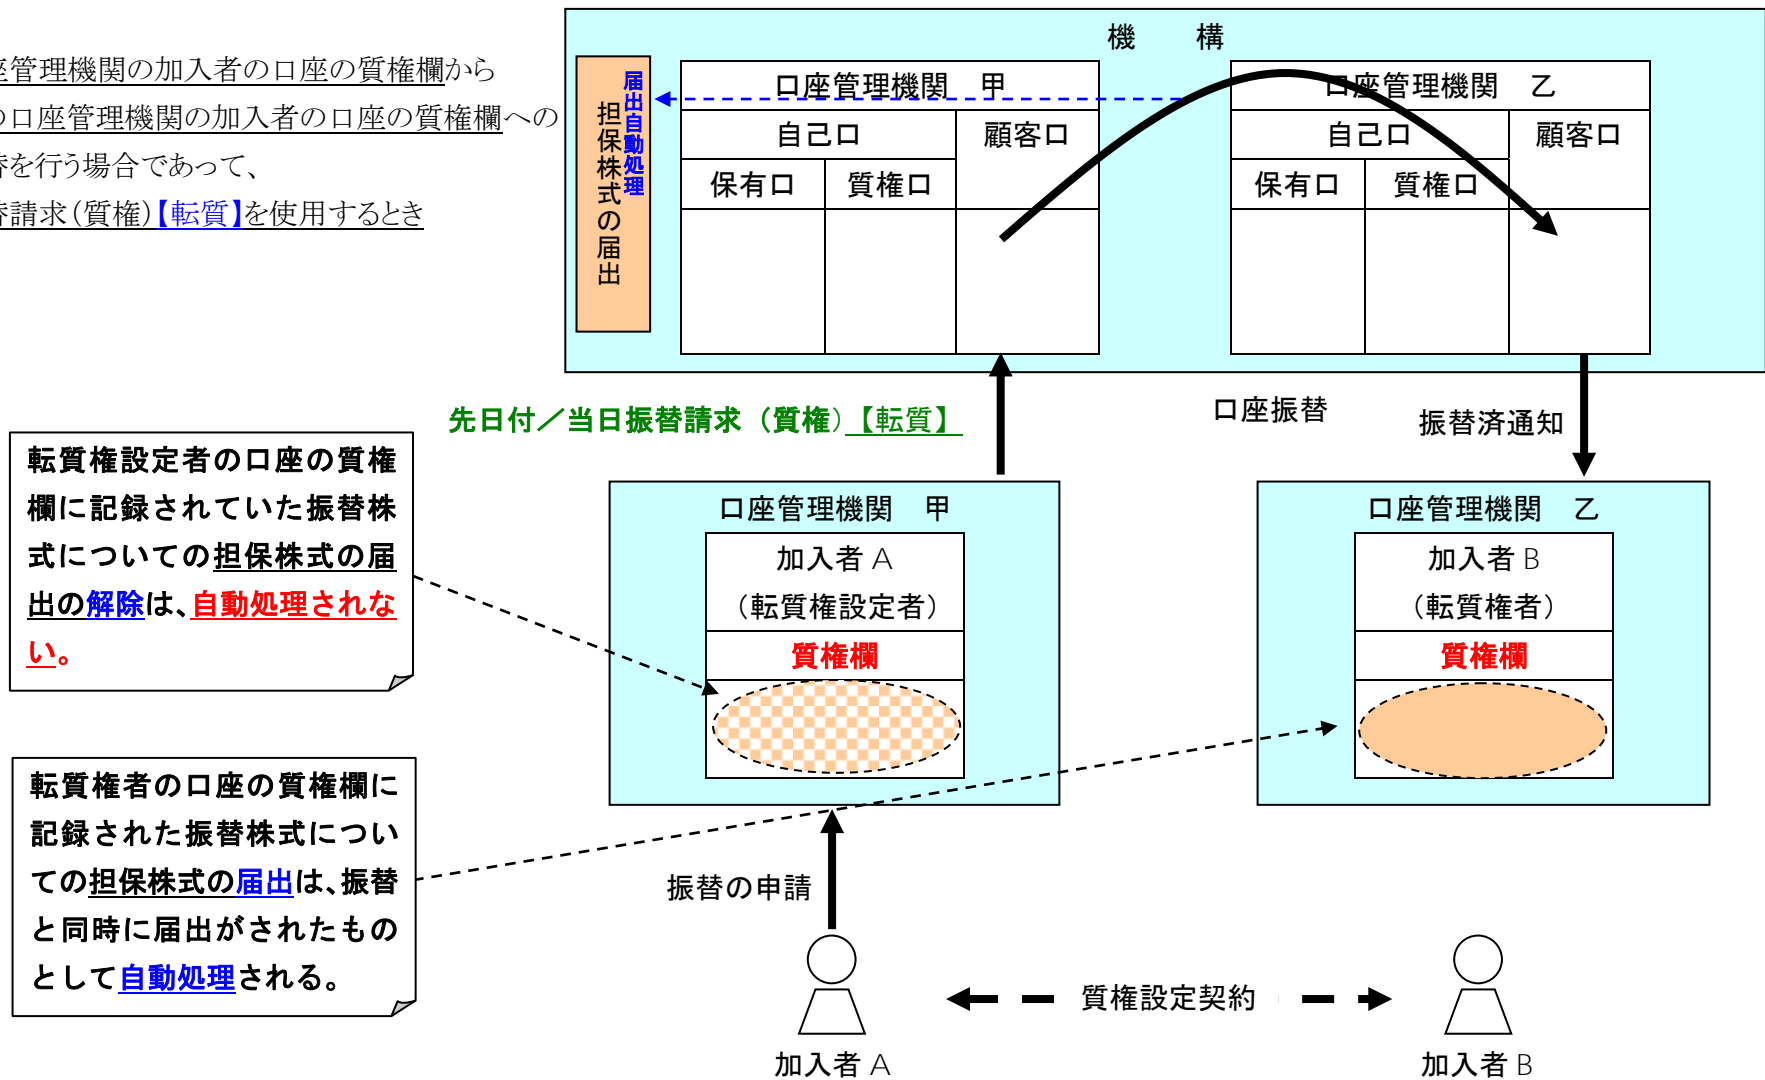 座管理機関の加入者の口座の質権欄から
の口座管理機関の加入者の口座の質権欄への
替を行う場合であって、
替請求(質権)【転質】を使用するとき
機　構
担保株式の届出
届出自動処理
口座管理機関　甲
自己口
顧客口
保有口
質権口
口座管理機関　乙
自己口
顧客口
保有口
質権口
先日付／当日振替請求（質権）【転質】
口座振替
振替済通知
転質権設定者の口座の質権
欄に記録されていた振替株
式についての担保株式の届
出の解除は、自動処理されな
い。
口座管理機関　甲
加入者 A
（転質権設定者）
質権欄
口座管理機関　乙
加入者 B
（転質権者）
質権欄
転質権者の口座の質権欄に
記録された振替株式につい
ての担保株式の届出は、振替
と同時に届出がされたもの
として自動処理される。
振替の申請
質権設定契約
加入者 A
加入者 B